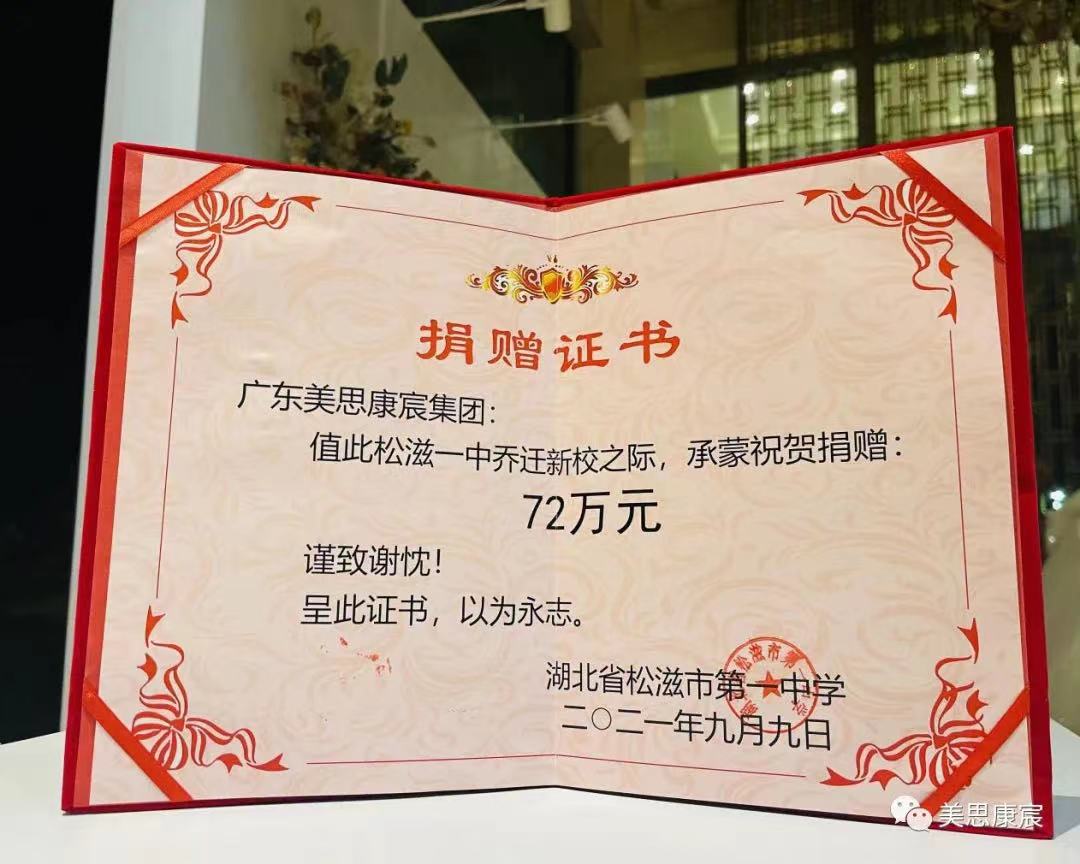 捐赠证书
广东美思康宸集团：
值此松滋一中乔迁新校之际，承蒙祝贺捐赠：
72万元
谨致谢忱！
呈此证书，以为永志。
湖北省松滋市第一中学
二〇二一年九月九日
美思康宸